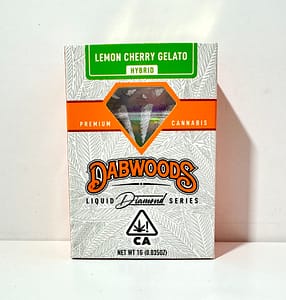 LEMON CHERRY GELATO
HYBRID
PREMIUM CANNABIS
DABWOODS
LIQUID Diamond SERIES
CA
NET WT 1G (0.035OZ)